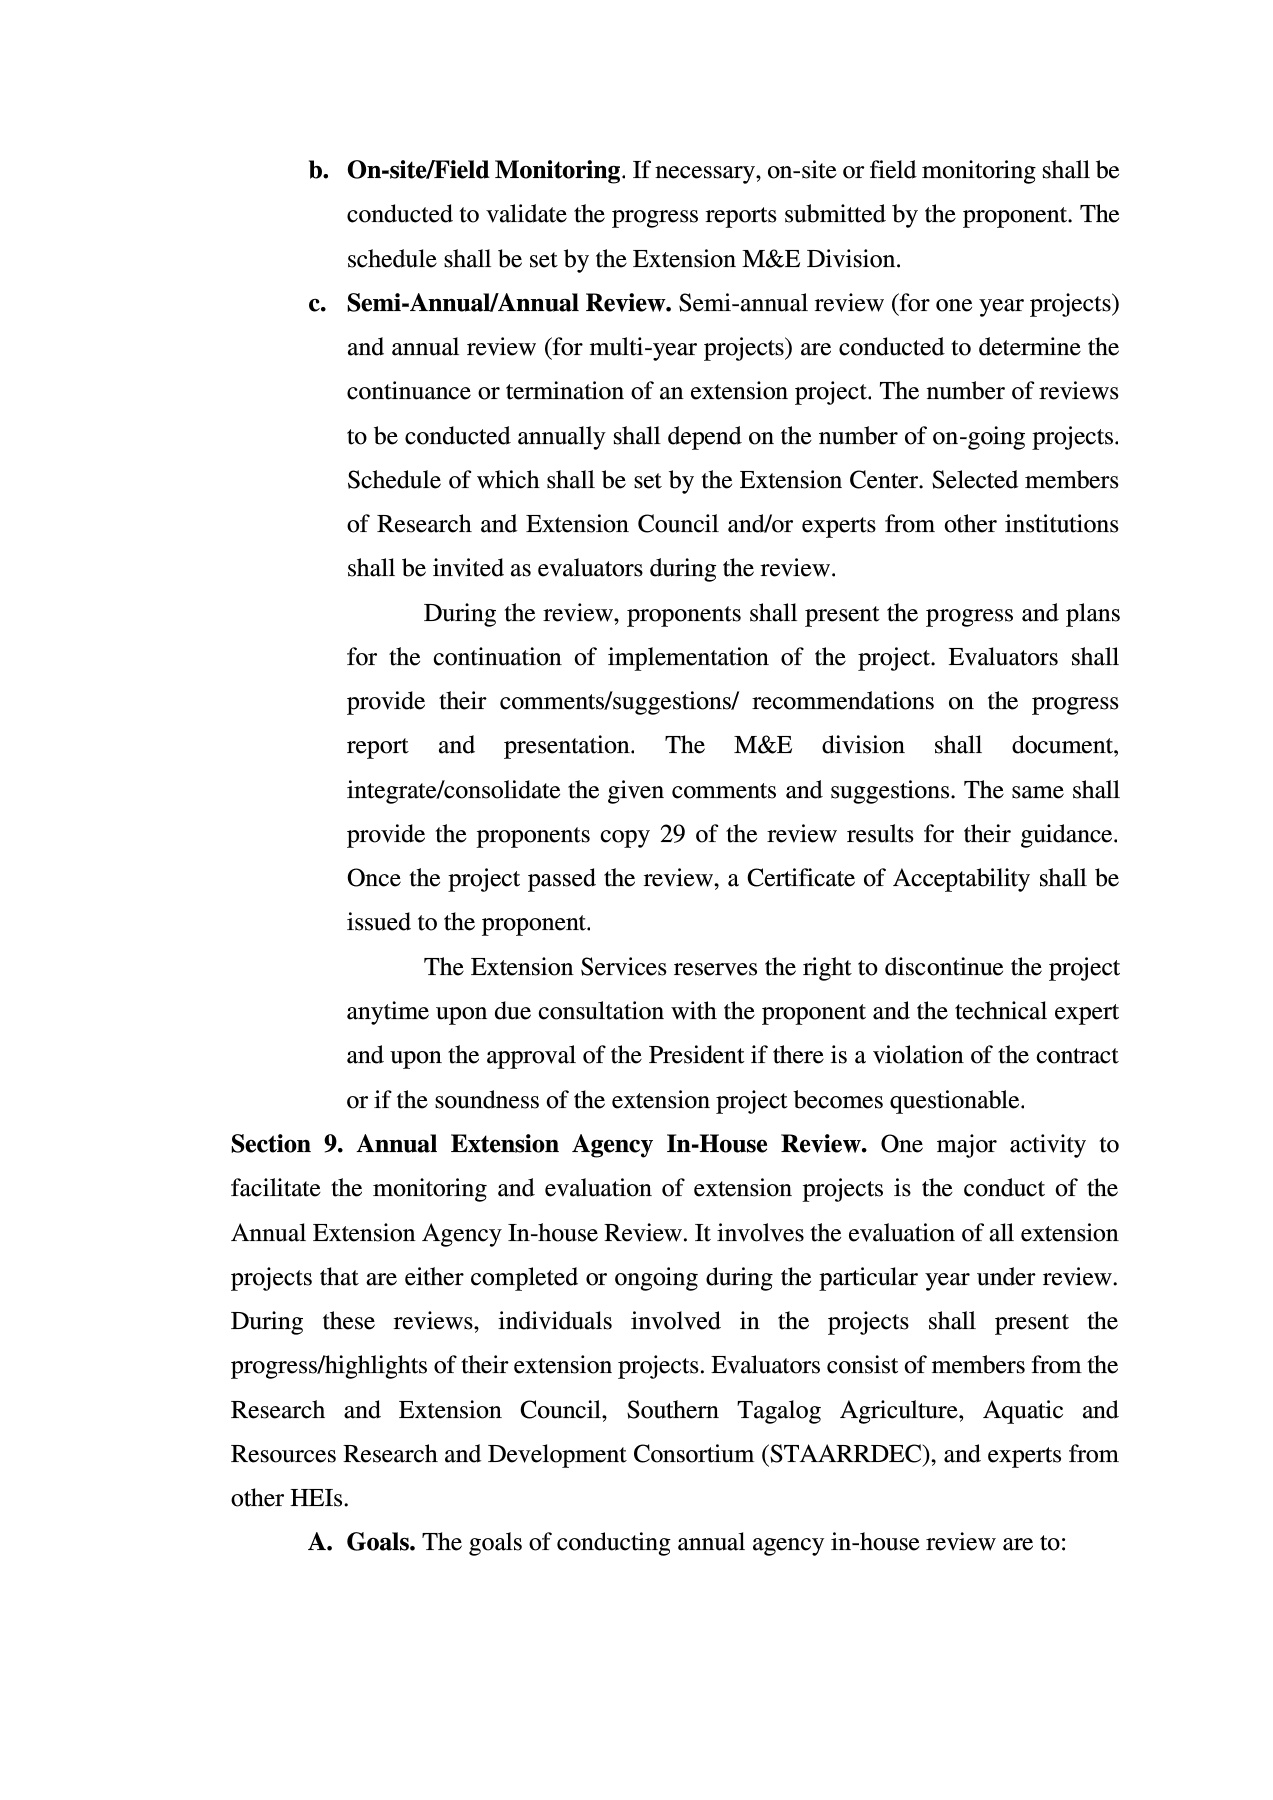 b. On-site/Field Monitoring. If necessary, on-site or field monitoring shall be
conducted to validate the progress reports submitted by the proponent. The
schedule shall be set by the Extension M&E Division.
c. Semi-Annual/Annual Review. Semi-annual review (for one year projects)
and annual review (for multi-year projects) are conducted to determine the
continuance or termination of an extension project. The number of reviews
to be conducted annually shall depend on the number of on-going projects.
Schedule of which shall be set by the Extension Center. Selected members
of Research and Extension Council and/or experts from other institutions
shall be invited as evaluators during the review.
During the review, proponents shall present the progress and plans
for the continuation of implementation of the project. Evaluators shall
provide their comments/suggestions/ recommendations on the progress
report and presentation. The M&E division shall document,
integrate/consolidate the given comments and suggestions. The same shall
provide the proponents copy 29 of the review results for their guidance.
Once the project passed the review, a Certificate of Acceptability shall be
issued to the proponent.
The Extension Services reserves the right to discontinue the project
anytime upon due consultation with the proponent and the technical expert
and upon the approval of the President if there is a violation of the contract
or if the soundness of the extension project becomes questionable.
Section 9. Annual Extension Agency In-House Review. One major activity to
facilitate the monitoring and evaluation of extension projects is the conduct of the
Annual Extension Agency In-house Review. It involves the evaluation of all extension
projects that are either completed or ongoing during the particular year under review.
During these reviews, individuals involved in the projects shall present the
progress/highlights of their extension projects. Evaluators consist of members from the
Research and Extension Council, Southern Tagalog Agriculture, Aquatic and
Resources Research and Development Consortium (STAARRDEC), and experts from
other HEIs.
A. Goals. The goals of conducting annual agency in-house review are to: